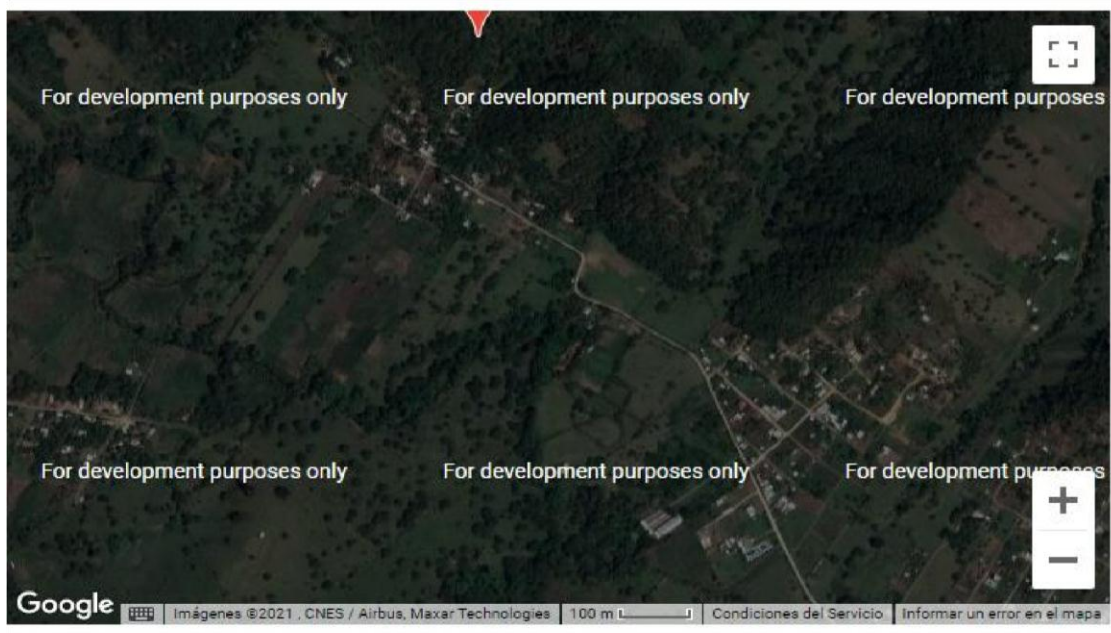 For development purposes only For development purposes only For development purposes
For development purposes only For development purposes only For development purposes
Google Imágenes ©2021 , CNES / Airbus, Maxar Technologies 100 m Condiciones del Servicio Informar un error en el mapa